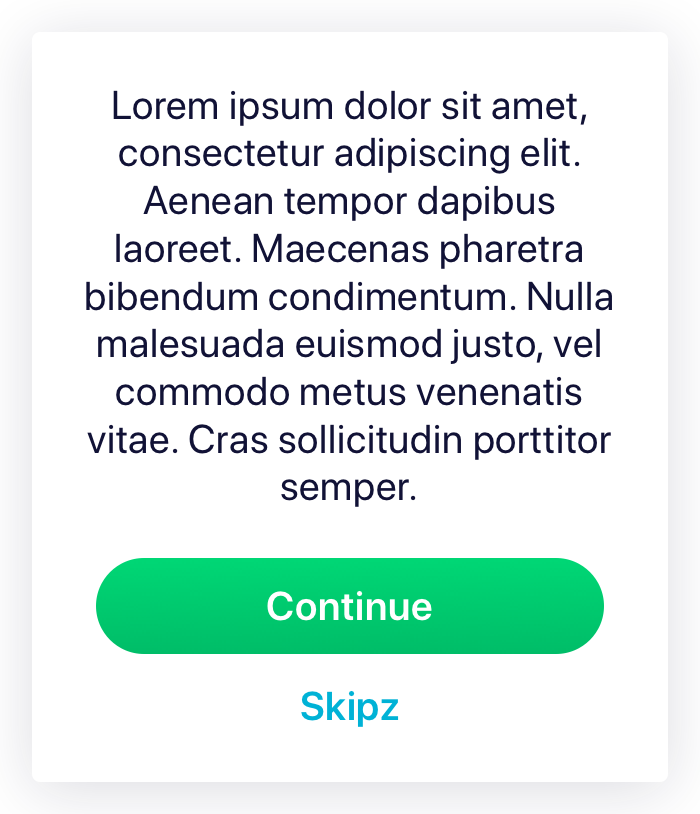 Lorem ipsum dolor sit amet,
consectetur adipiscing elit.
Aenean tempor dapibus
laoreet. Maecenas pharetra
bibendum condimentum. Nulla
malesuada euismod justo, vel
commodo metus venenatis
vitae. Cras sollicitudin porttitor
semper.
Continue
Skipz